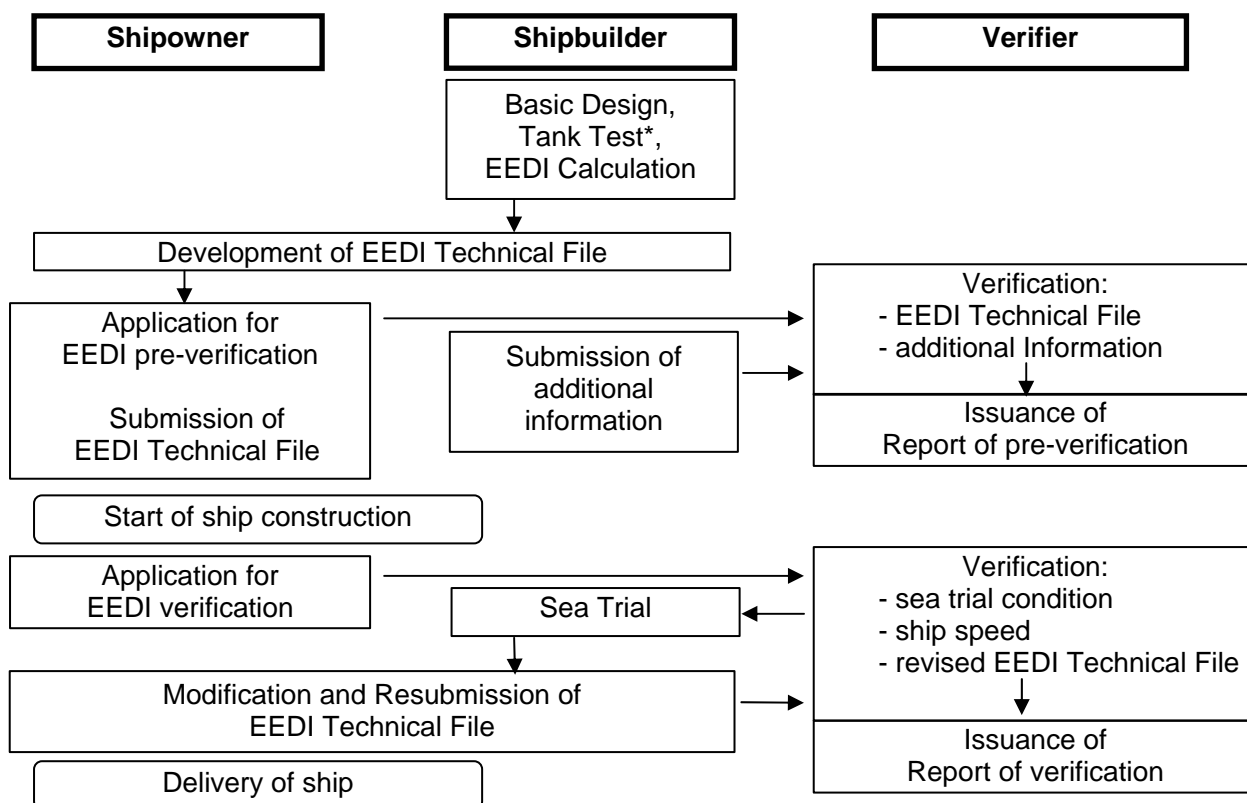 Shipowner
Shipbuilder
Verifier
Basic Design,
Tank Test*,
EEDI Calculation
Development of EEDI Technical File
Application for
EEDI pre-verification
Submission of
EEDI Technical File
Submission of
additional
information
Verification:
- EEDI Technical File
- additional Information
Issuance of
Report of pre-verification
Start of ship construction
Application for
EEDI verification
Sea Trial
Verification:
- sea trial condition
- ship speed
- revised EEDI Technical File
Modification and Resubmission of
EEDI Technical File
Issuance of
Report of verification
Delivery of ship